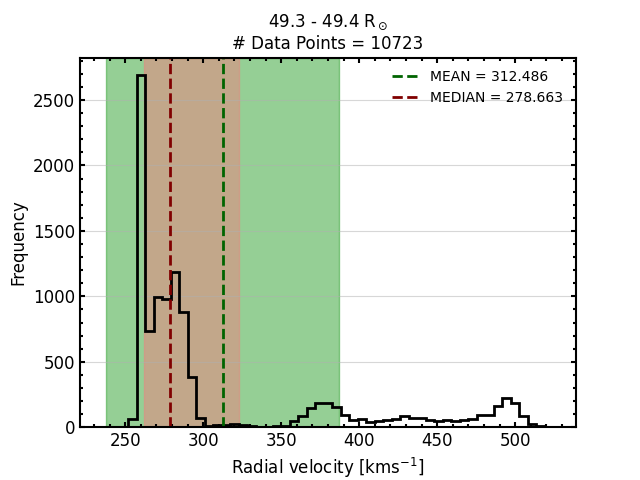 49.3 - 49.4 R⊙
# Data Points = 10723
MEAN = 312.486
MEDIAN = 278.663
2500
2000
1500
1000
500
0
Frequency
250 300 350 400 450 500
Radial velocity [kms⁻¹]